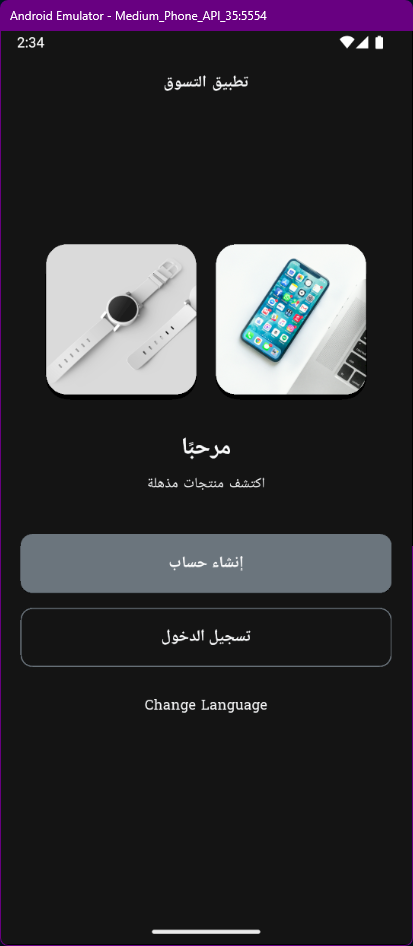 Android Emulator - Medium_Phone_API_35:5554
2:34
تطبيق التسوق
مرحبًا
اكتشف منتجات مذهلة
إنشاء حساب
تسجيل الدخول
Change Language